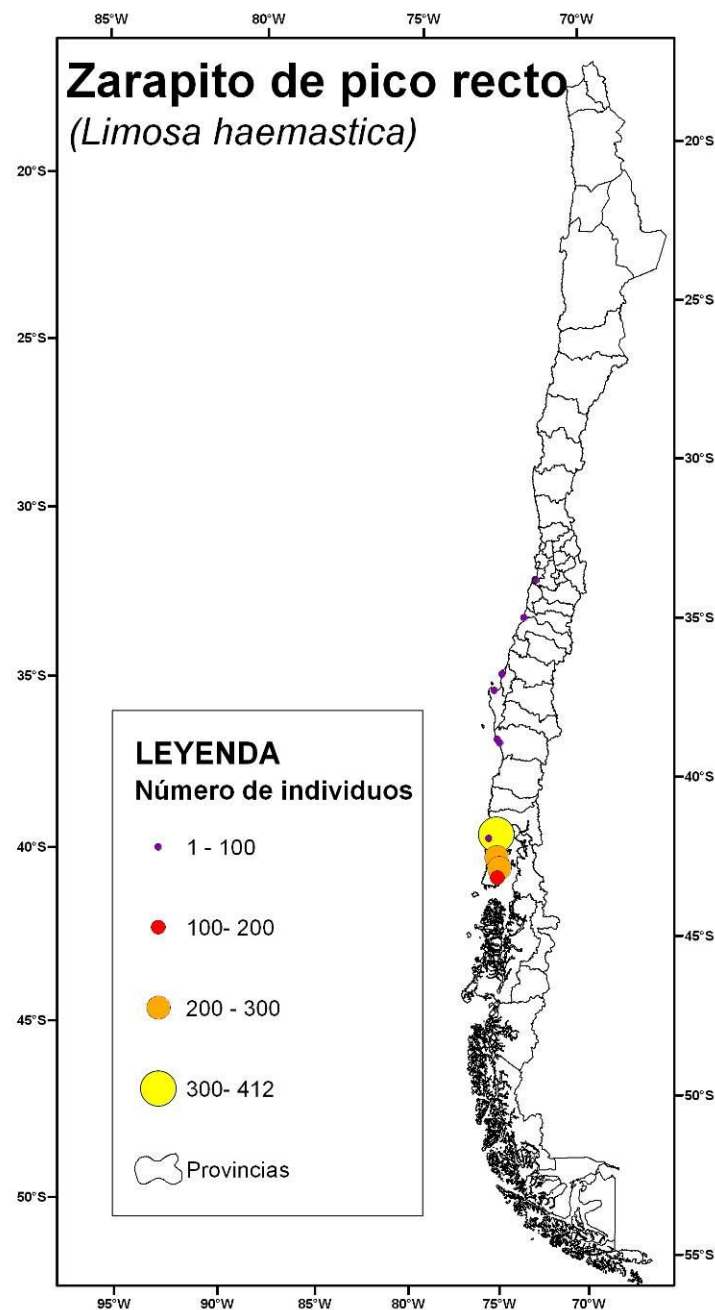 85°W 80°W 75°W 70°W
Zarapito de pico recto
(Limosa haemastica)
20°S
25°S
30°S
35°S
40°S
45°S
50°S
20°S
25°S
30°S
35°S
40°S
45°S
50°S
55°S
LEYENDA
Número de individuos
1 - 100
100- 200
200 - 300
300- 412
Provincias
95°W 90°W 85°W 80°W 75°W 70°W